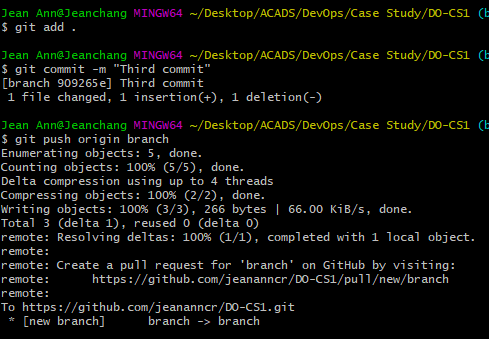 Jean Ann@Jeanchang MINGW64 ~/Desktop/ACADS/DevOps/Case Study/DO-CS1 (b
$ git add .
Jean Ann@Jeanchang MINGW64 ~/Desktop/ACADS/DevOps/Case Study/DO-CS1 (b
$ git commit -m "Third commit"
[branch 909265e] Third commit
 1 file changed, 1 insertion(+), 1 deletion(-)
Jean Ann@Jeanchang MINGW64 ~/Desktop/ACADS/DevOps/Case Study/DO-CS1 (b
$ git push origin branch
Enumerating objects: 5, done.
Counting objects: 100% (5/5), done.
Delta compression using up to 4 threads
Compressing objects: 100% (2/2), done.
Writing objects: 100% (3/3), 266 bytes | 66.00 KiB/s, done.
Total 3 (delta 1), reused 0 (delta 0)
remote: Resolving deltas: 100% (1/1), completed with 1 local object.
remote:
remote: Create a pull request for 'branch' on GitHub by visiting:
remote:      https://github.com/jeananncr/DO-CS1/pull/new/branch
remote:
To https://github.com/jeananncr/DO-CS1.git
 * [new branch]      branch -> branch